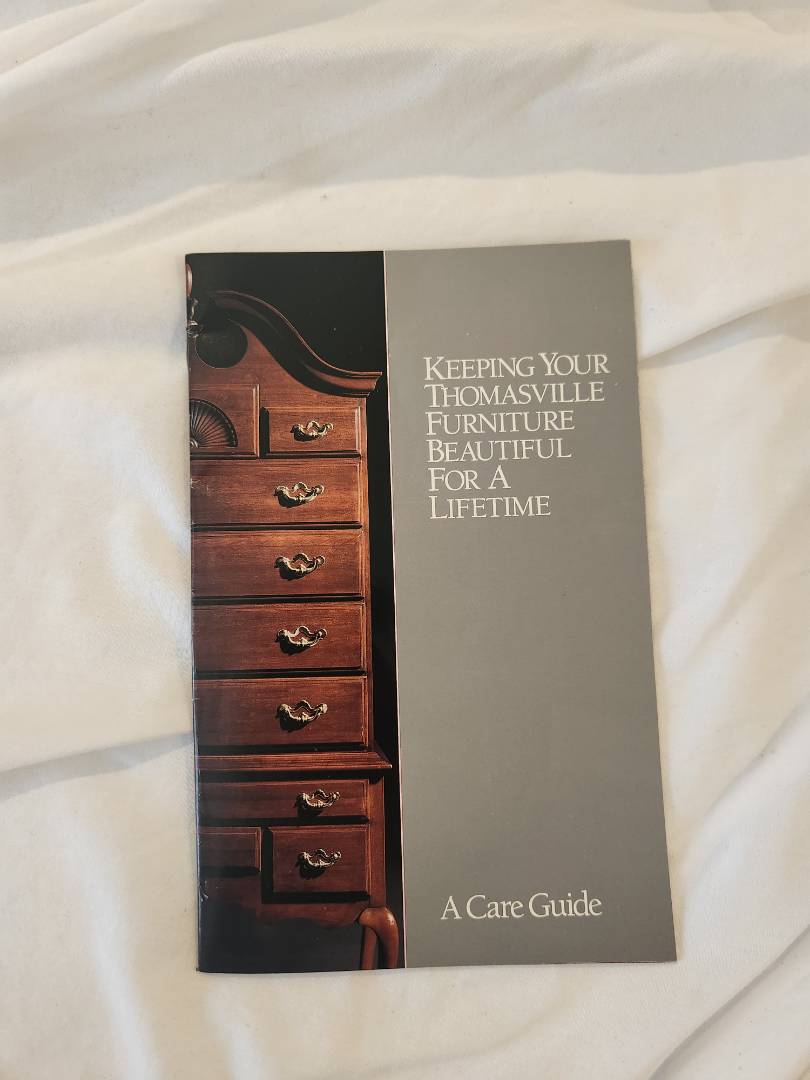 KEEPING YOUR
THOMASVILLE
FURNITURE
BEAUTIFUL
FOR A
LIFETIME
A Care Guide